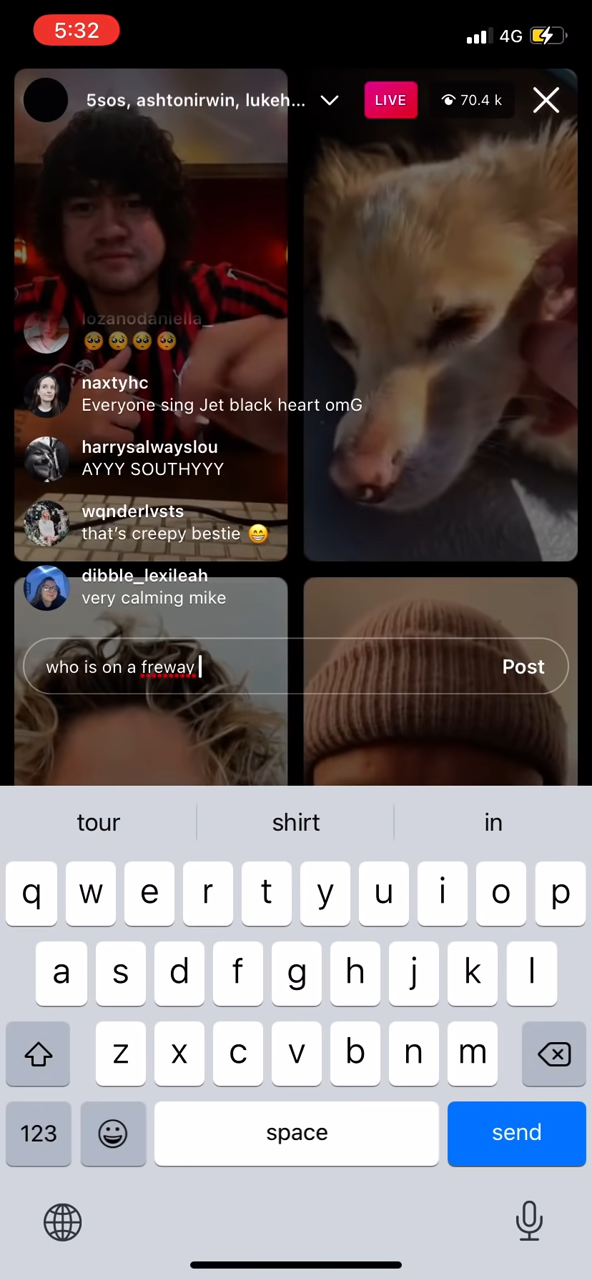 5:32
4G
5sos, ashtonirwin, lukeh...
LIVE
70.4 k
lozanodaniella_
🥺🥺🥺🥺
naxtyhc
Everyone sing Jet black heart omG
harrysalwayslou
AYYY SOUTHYYY
wqnderlvsts
that's creepy bestie 😁
dibble_lexileah
very calming mike
who is on a freway
Post
tour shirt in
q w e r t y u i o p
a s d f g h j k l
z x c v b n m
123 space send